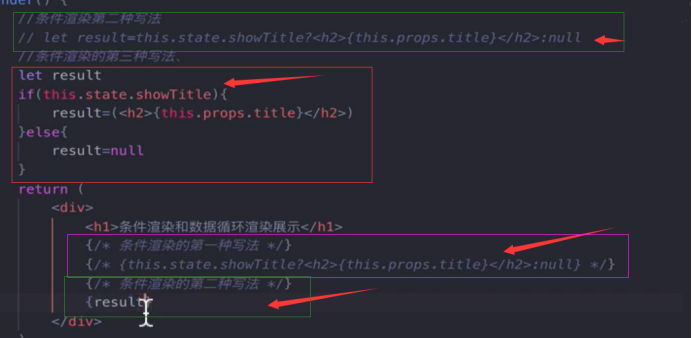 render() {
//条件渲染第二种写法
// let result=this.state.showTitle?<h2>{this.props.title}</h2>:null
//条件渲染的第三种写法、
let result
if(this.state.showTitle){
result=(<h2>{this.props.title}</h2>)
}else{
result=null
}
return (
<div>
<h1>条件渲染和数据循环渲染展示</h1>
{/* 条件渲染的第一种写法 */}
{/* {this.state.showTitle?<h2>{this.props.title}</h2>:null} */}
{/* 条件渲染的第二种写法 */}
{result}
</div>